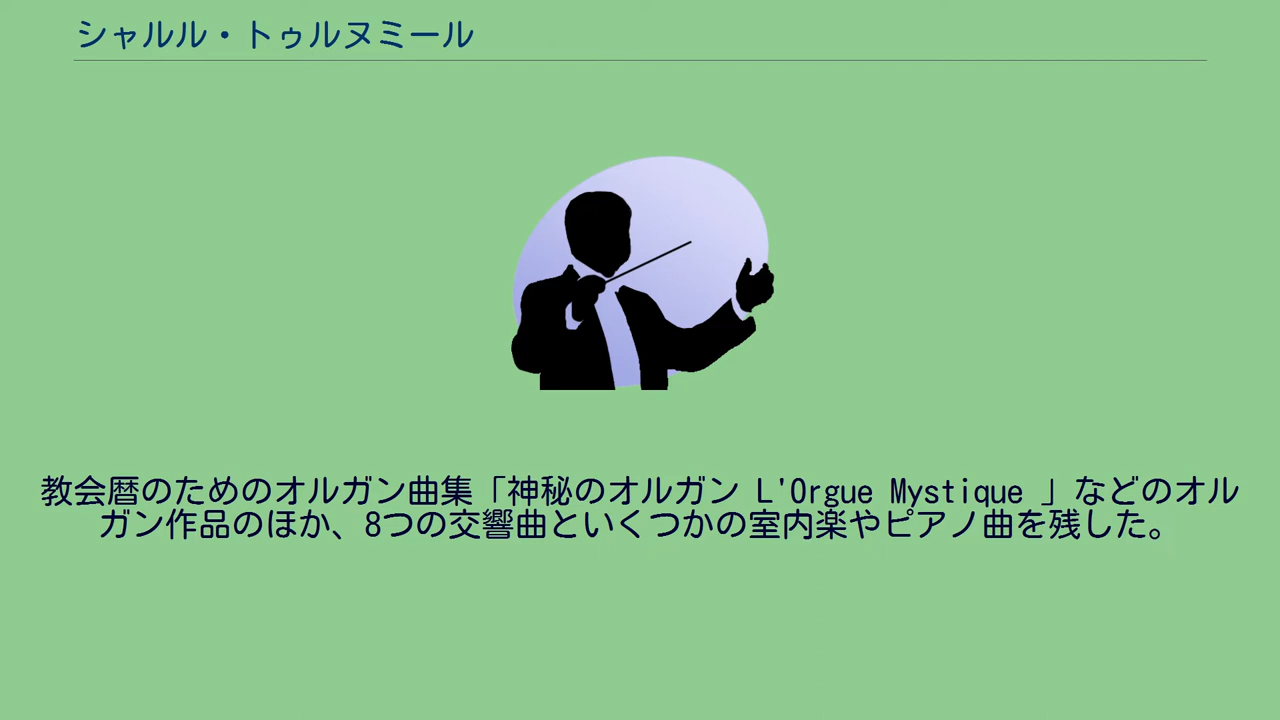 シャルル・トゥルヌミール
教会暦のためのオルガン曲集「神秘のオルガン L'Orgue Mystique 」などのオル
ガン作品のほか、8つの交響曲といくつかの室内楽やピアノ曲を残した。